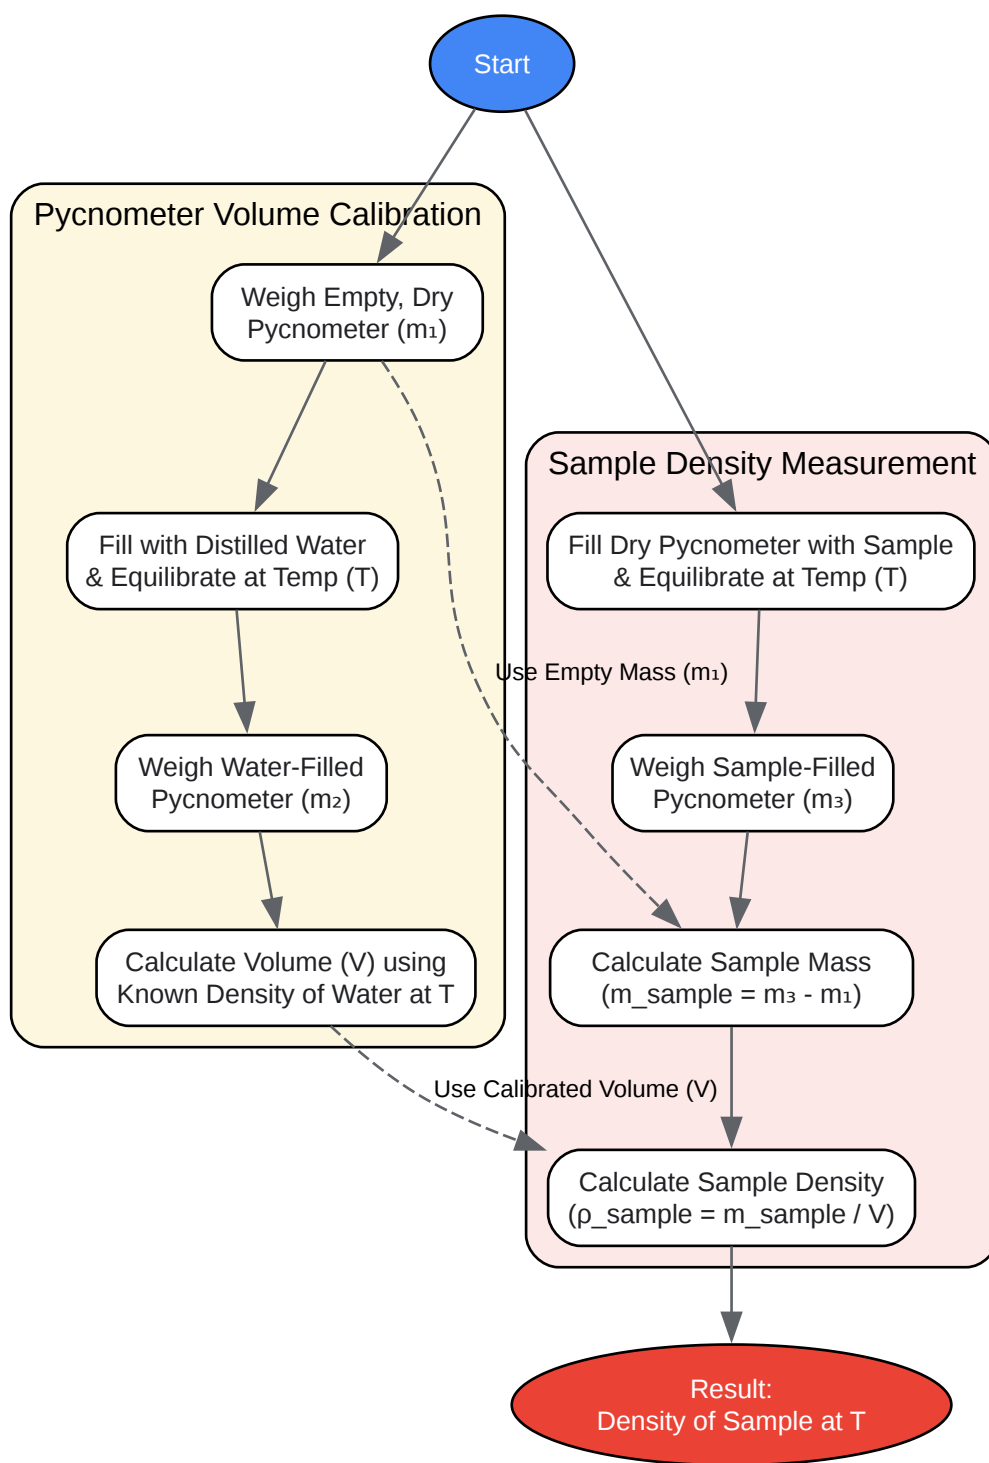 Start
Pycnometer Volume Calibration
Weigh Empty, Dry
Pycnometer (m₁)
Fill with Distilled Water
& Equilibrate at Temp (T)
Weigh Water-Filled
Pycnometer (m₂)
Calculate Volume (V) using
Known Density of Water at T
Sample Density Measurement
Fill Dry Pycnometer with Sample
& Equilibrate at Temp (T)
Use Empty Mass (m₁)
Weigh Sample-Filled
Pycnometer (m₃)
Calculate Sample Mass
(m_sample = m₃ - m₁)
Use Calibrated Volume (V)
Calculate Sample Density
(ρ_sample = m_sample / V)
Result:
Density of Sample at T